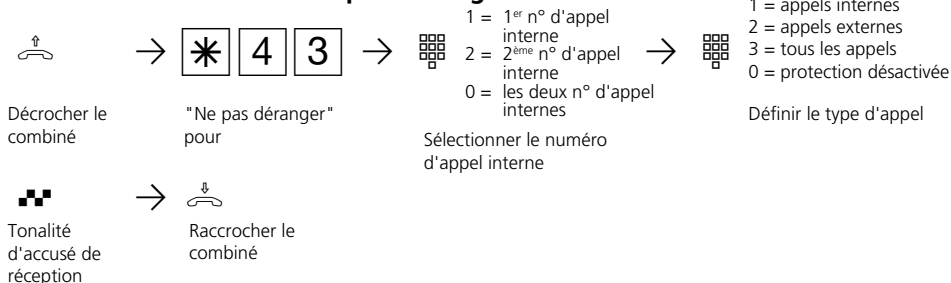 1 = 1er n° d'appel
interne
2 = 2ème n° d'appel
interne
0 = les deux n° d'appel
internes
1 = appels internes
2 = appels externes
3 = tous les appels
0 = protection désactivée
* 4 3
Décrocher le
combiné
"Ne pas déranger"
pour
Sélectionner le numéro
d'appel interne
Définir le type d'appel
Tonalité
d'accusé de
réception
Raccrocher le
combiné